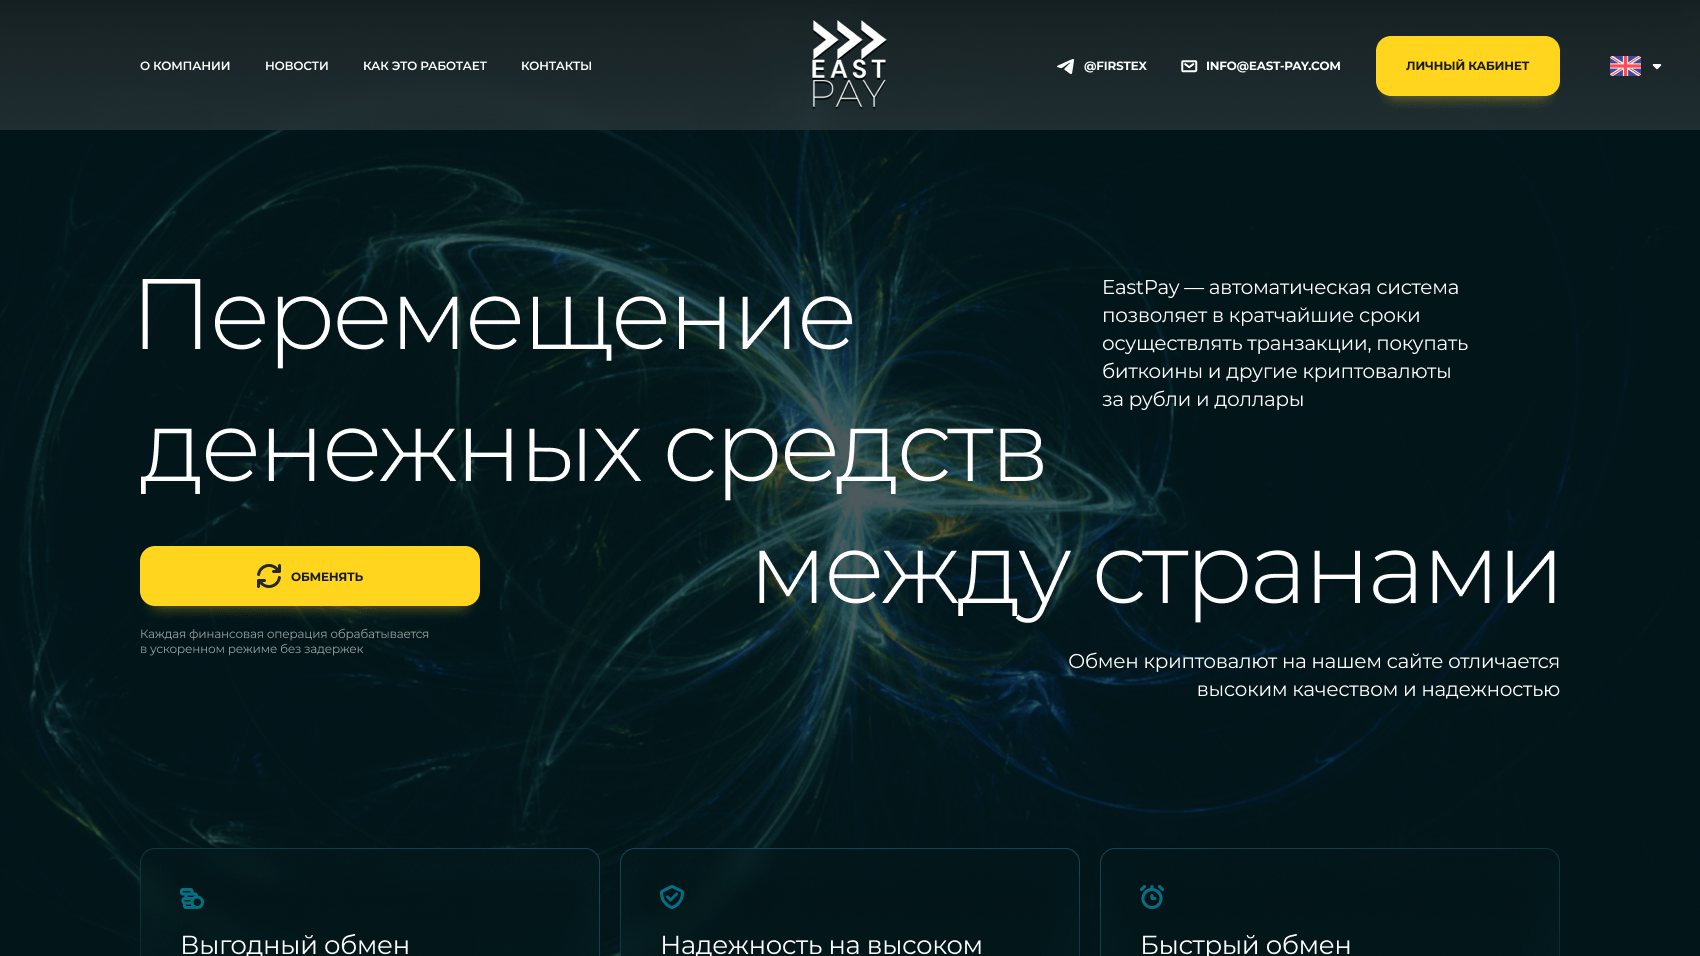 О КОМПАНИИ
НОВОСТИ
КАК ЭТО РАБОТАЕТ
КОНТАКТЫ
EAST
PAY
@FIRSTEX
INFO@EAST-PAY.COM
ЛИЧНЫЙ КАБИНЕТ
Перемещение
денежных средств
между странами
EastPay — автоматическая система
позволяет в кратчайшие сроки
осуществлять транзакции, покупать
биткоины и другие криптовалюты
за рубли и доллары
ОБМЕНЯТЬ
Каждая финансовая операция обрабатывается
в ускоренном режиме без задержек
Обмен криптовалют на нашем сайте отличается
высоким качеством и надежностью
Выгодный обмен
Надежность на высоком
Быстрый обмен